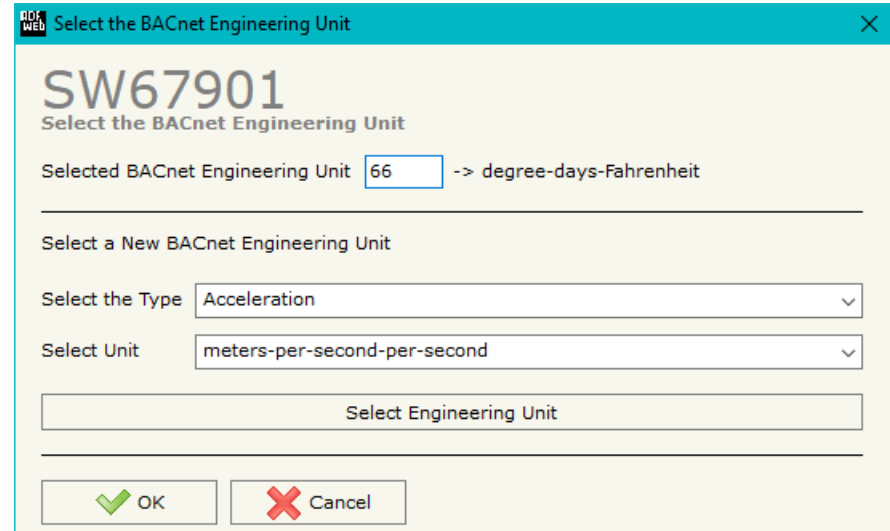 ADF
WEB Select the BACnet Engineering Unit
SW67901
Select the BACnet Engineering Unit
Selected BACnet Engineering Unit 66 -> degree-days-Fahrenheit
Select a New BACnet Engineering Unit
Select the Type Acceleration
Select Unit meters-per-second-per-second
Select Engineering Unit
OK Cancel